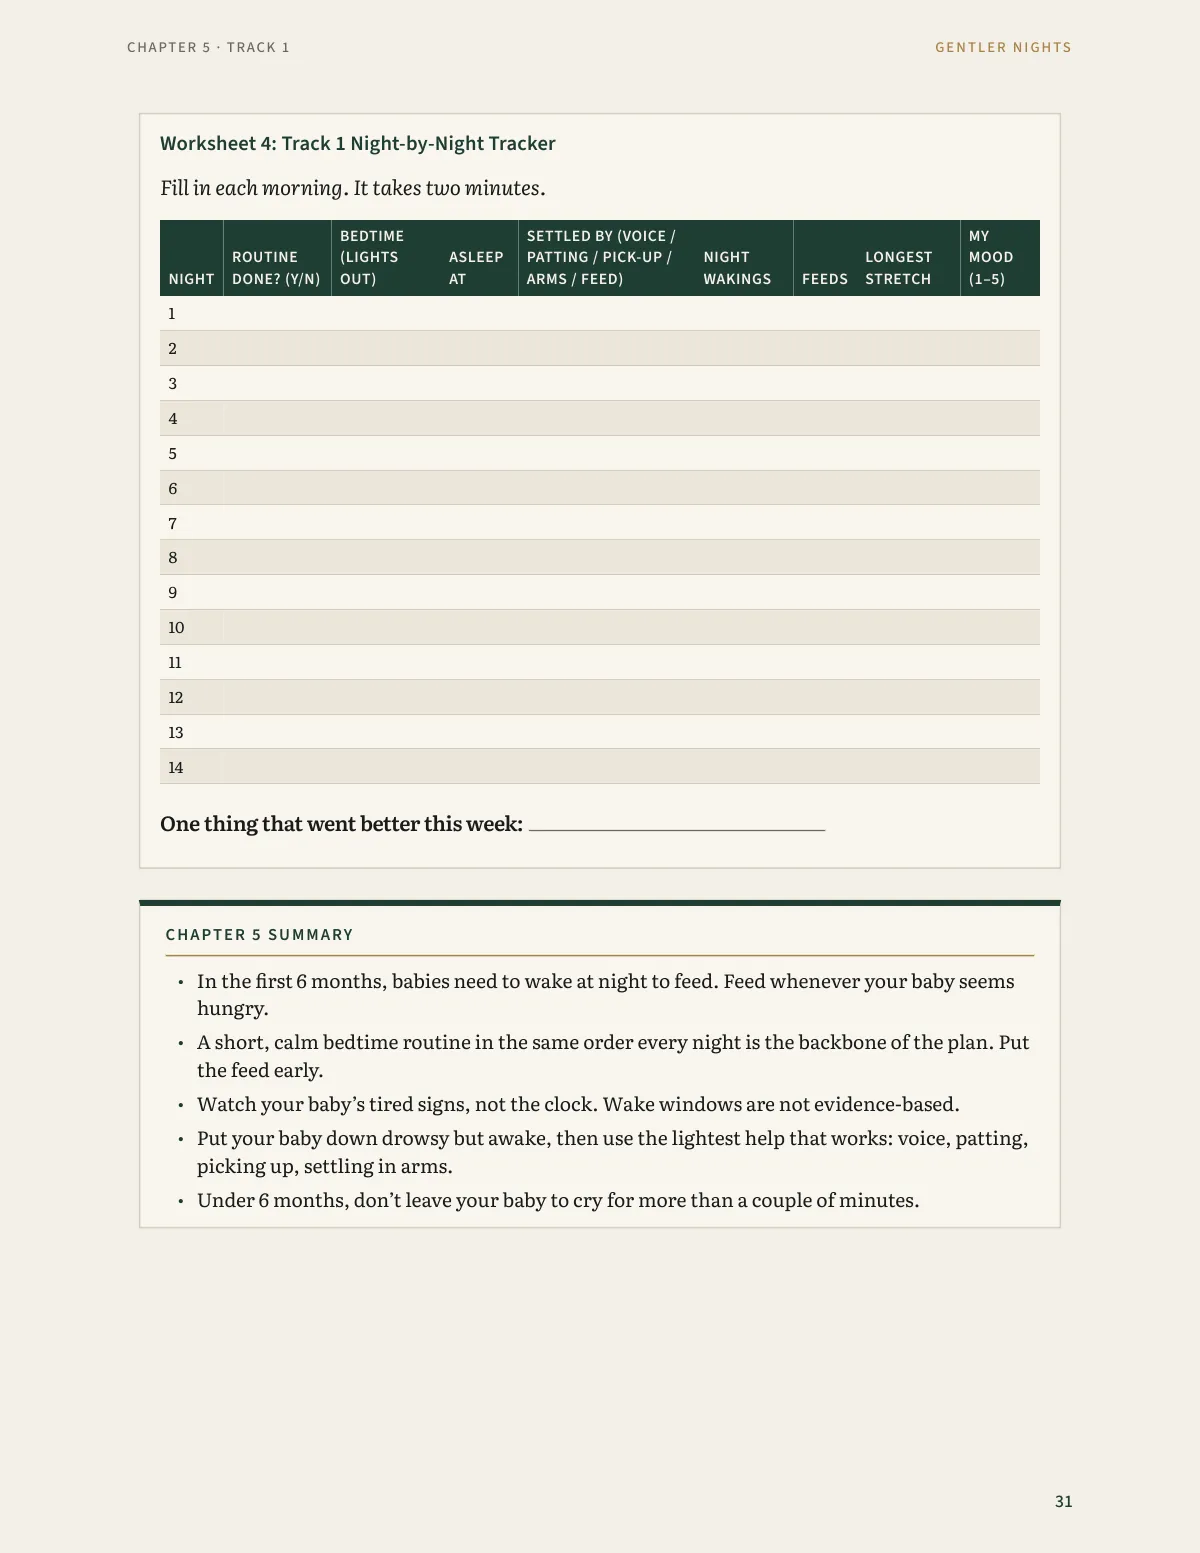 CHAPTER 5 · TRACK 1
GENTLER NIGHTS
Worksheet 4: Track 1 Night-by-Night Tracker
Fill in each morning. It takes two minutes.
NIGHT
ROUTINE
DONE? (Y/N)
BEDTIME
(LIGHTS
OUT)
ASLEEP
AT
SETTLED BY (VOICE /
PATTING / PICK-UP /
ARMS / FEED)
NIGHT
WAKINGS
FEEDS
LONGEST
STRETCH
MY
MOOD
(1–5)
1
2
3
4
5
6
7
8
9
10
11
12
13
14
One thing that went better this week:
CHAPTER 5 SUMMARY
• In the first 6 months, babies need to wake at night to feed. Feed whenever your baby seems
hungry.
• A short, calm bedtime routine in the same order every night is the backbone of the plan. Put
the feed early.
• Watch your baby’s tired signs, not the clock. Wake windows are not evidence-based.
• Put your baby down drowsy but awake, then use the lightest help that works: voice, patting,
picking up, settling in arms.
• Under 6 months, don’t leave your baby to cry for more than a couple of minutes.
31